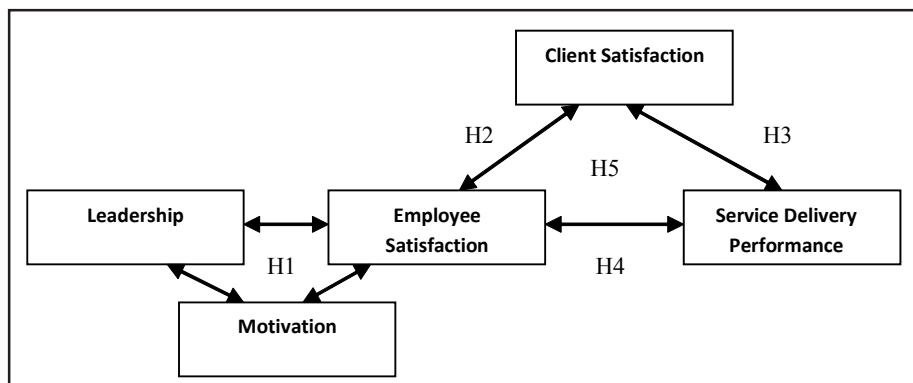 Client Satisfaction
H2
H3
H5
Leadership
Employee
Satisfaction
Service Delivery
Performance
H1
H4
Motivation